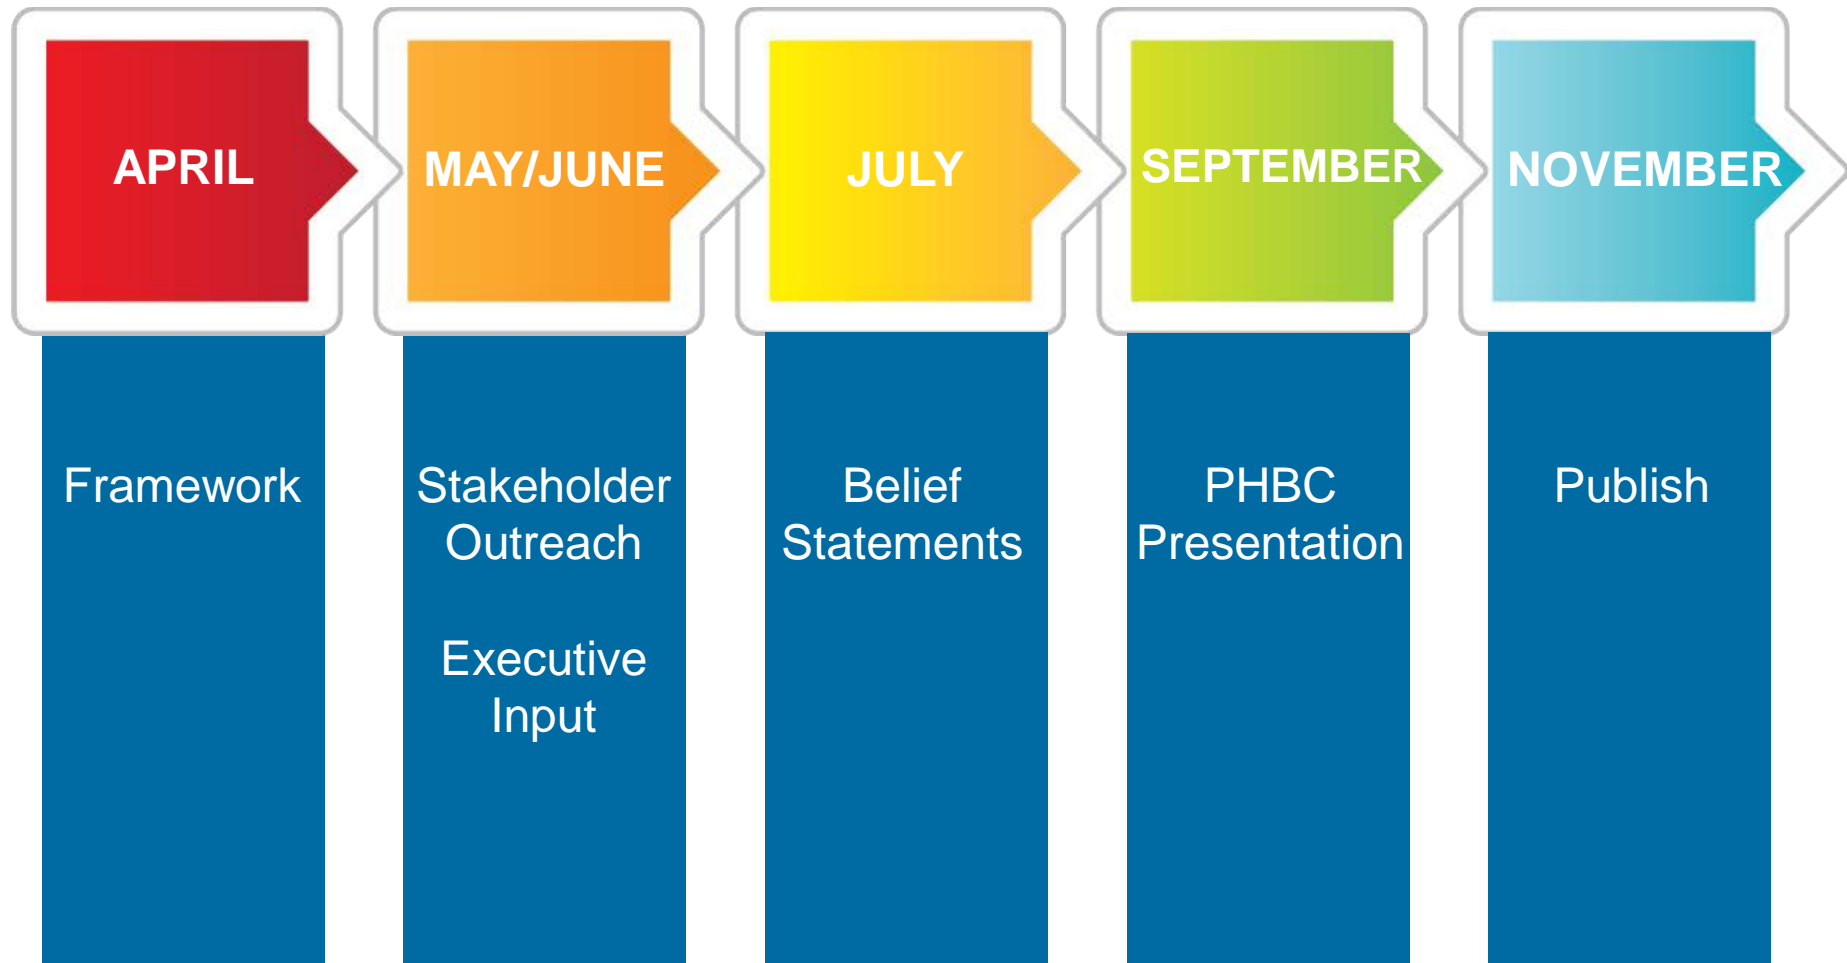 APRIL
MAY/JUNE
JULY
SEPTEMBER
NOVEMBER
Framework
Stakeholder
Outreach
Executive
Input
Belief
Statements
PHBC
Presentation
Publish